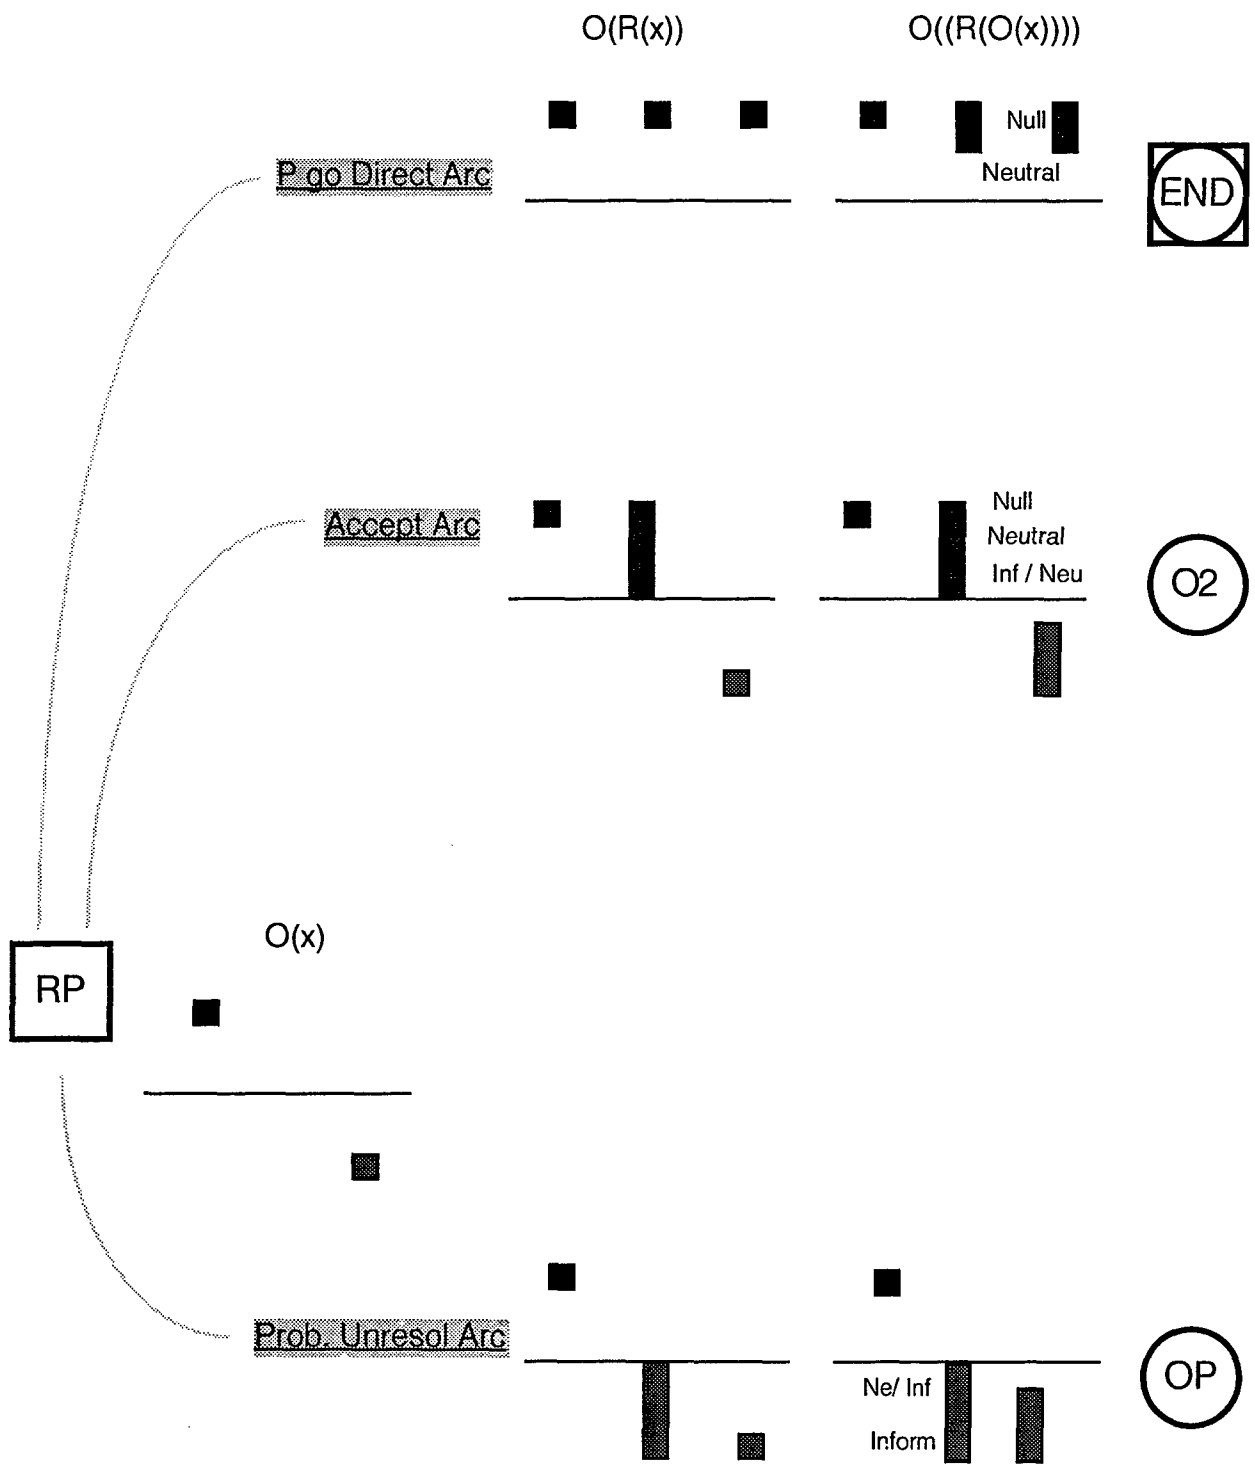 O(R(x))
O((R(O(x))))
Null
P go Direct Arc
Neutral
END
Null
Accept Arc
Neutral
Inf / Neu
O2
O(x)
RP
Prob. Unresol Arc
Ne/ Inf
OP
Inform